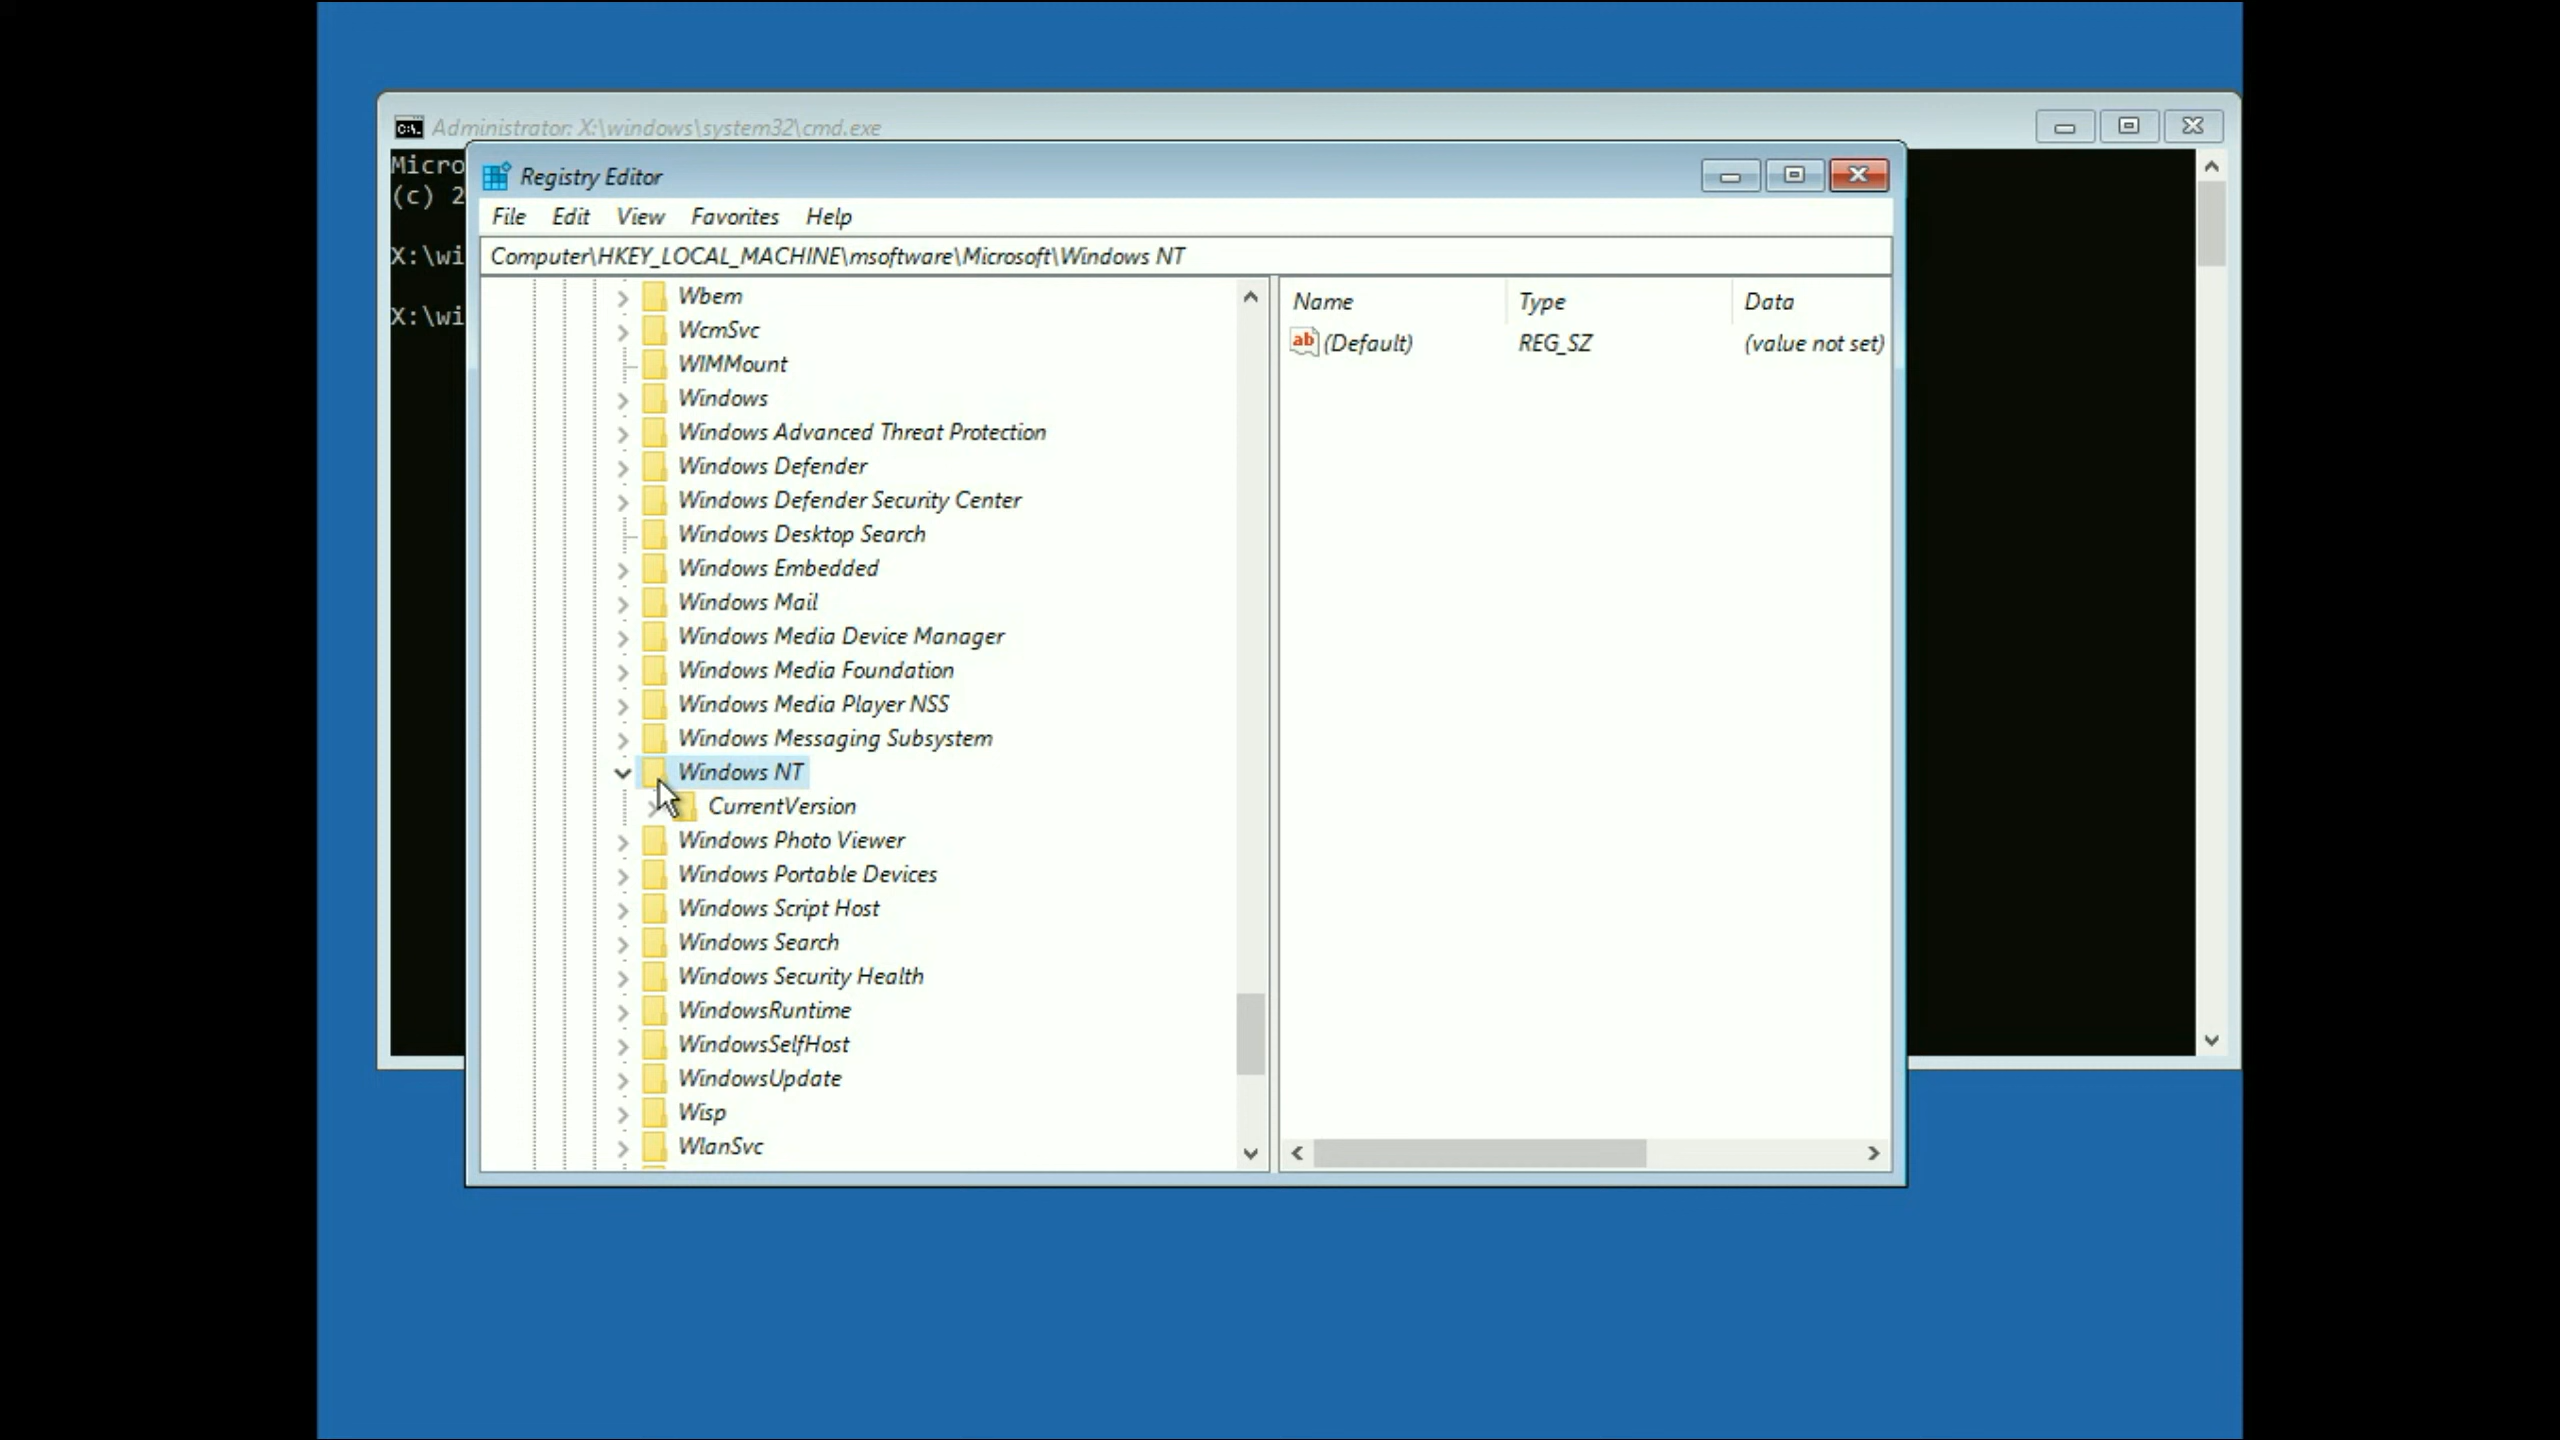 Administrator: X:\windows\system32\cmd.exe
Micro
(c) 2
X:\wi
X:\wi
Registry Editor
File Edit View Favorites Help
Computer\HKEY_LOCAL_MACHINE\msoftware\Microsoft\Windows NT
Wbem
WcmSvc
WIMMount
Windows
Windows Advanced Threat Protection
Windows Defender
Windows Defender Security Center
Windows Desktop Search
Windows Embedded
Windows Mail
Windows Media Device Manager
Windows Media Foundation
Windows Media Player NSS
Windows Messaging Subsystem
Windows NT
CurrentVersion
Windows Photo Viewer
Windows Portable Devices
Windows Script Host
Windows Search
Windows Security Health
WindowsRuntime
WindowsSelfHost
WindowsUpdate
Wisp
WlanSvc
Name Type Data
(Default) REG_SZ (value not set)